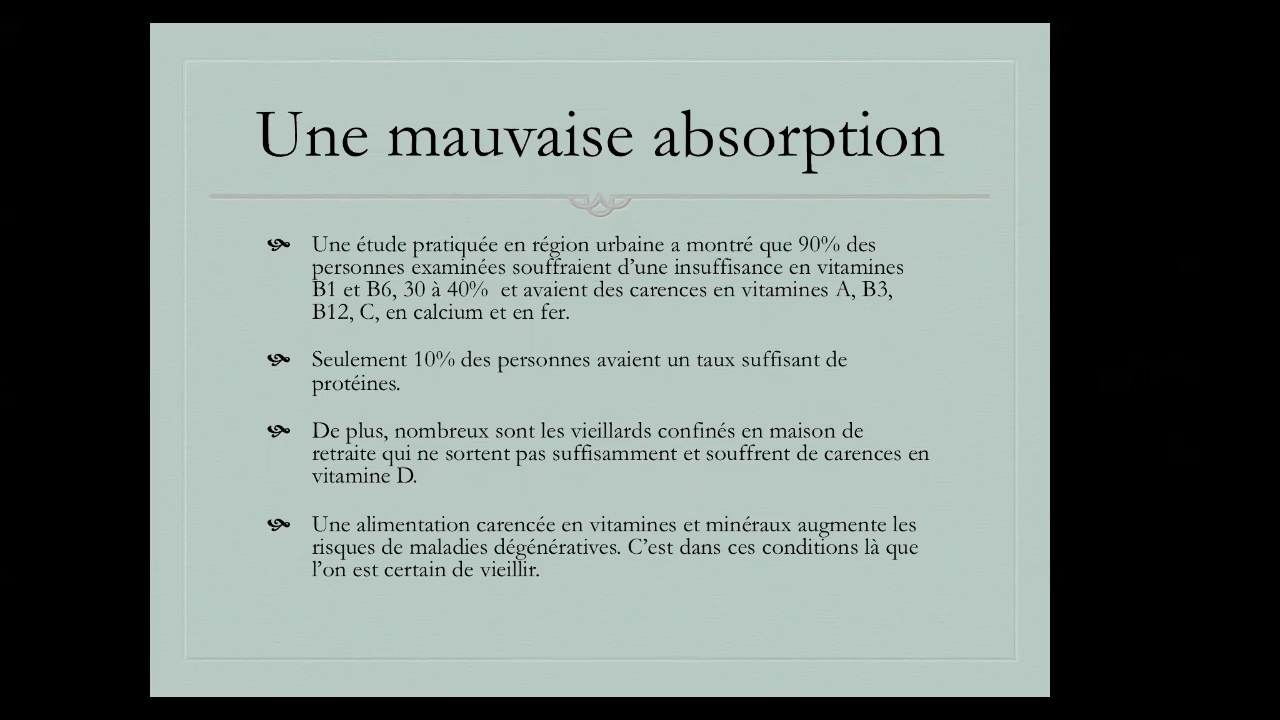 Une mauvaise absorption
Une étude pratiquée en région urbaine a montré que 90% des
personnes examinées souffraient d’une insuffisance en vitamines
B1 et B6, 30 à 40%  et avaient des carences en vitamines A, B3,
B12, C, en calcium et en fer.
Seulement 10% des personnes avaient un taux suffisant de
protéines.
De plus, nombreux sont les vieillards confinés en maison de
retraite qui ne sortent pas suffisamment et souffrent de carences en
vitamine D.
Une alimentation carencée en vitamines et minéraux augmente les
risques de maladies dégénératives. C’est dans ces conditions là que
l’on est certain de vieillir.